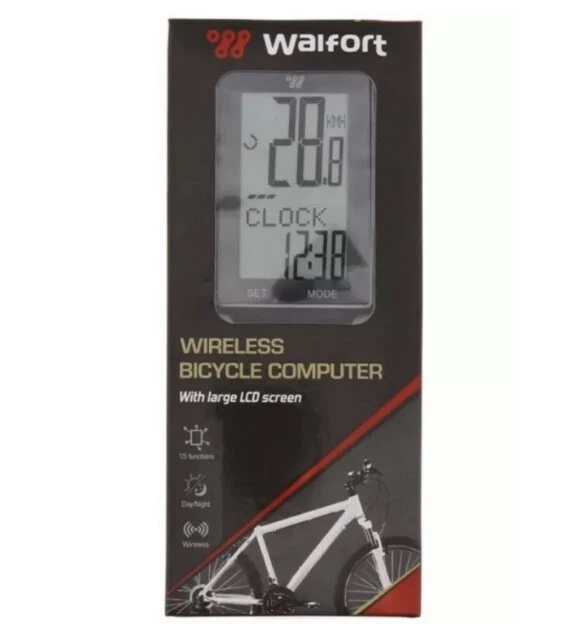 Walfort
28.8 KMH
CLOCK
12:38
SET MODE
WIRELESS
BICYCLE COMPUTER
With large LCD screen
15 functions
Day/Night
Wireless